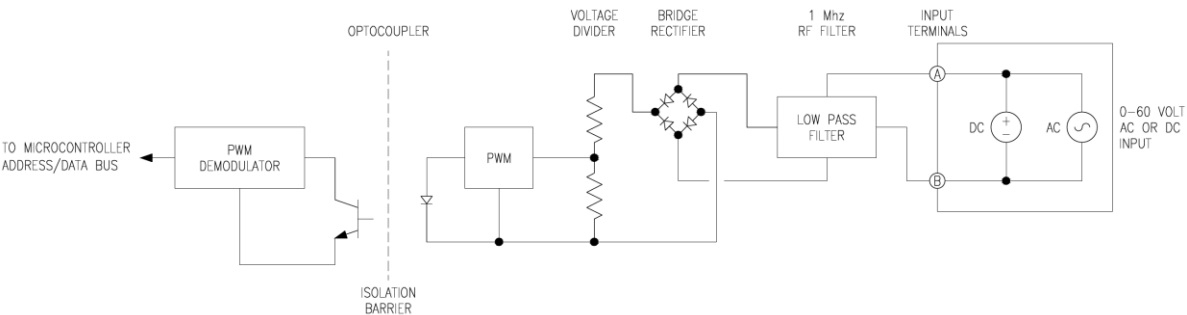 OPTOCOUPLER
VOLTAGE
DIVIDER
BRIDGE
RECTIFIER
1 Mhz
RF FILTER
INPUT
TERMINALS
TO MICROCONTROLLER
ADDRESS/DATA BUS
PWM
DEMODULATOR
PWM
LOW PASS
FILTER
A
B
DC
+
−
AC
0-60 VOLT
AC OR DC
INPUT
ISOLATION
BARRIER